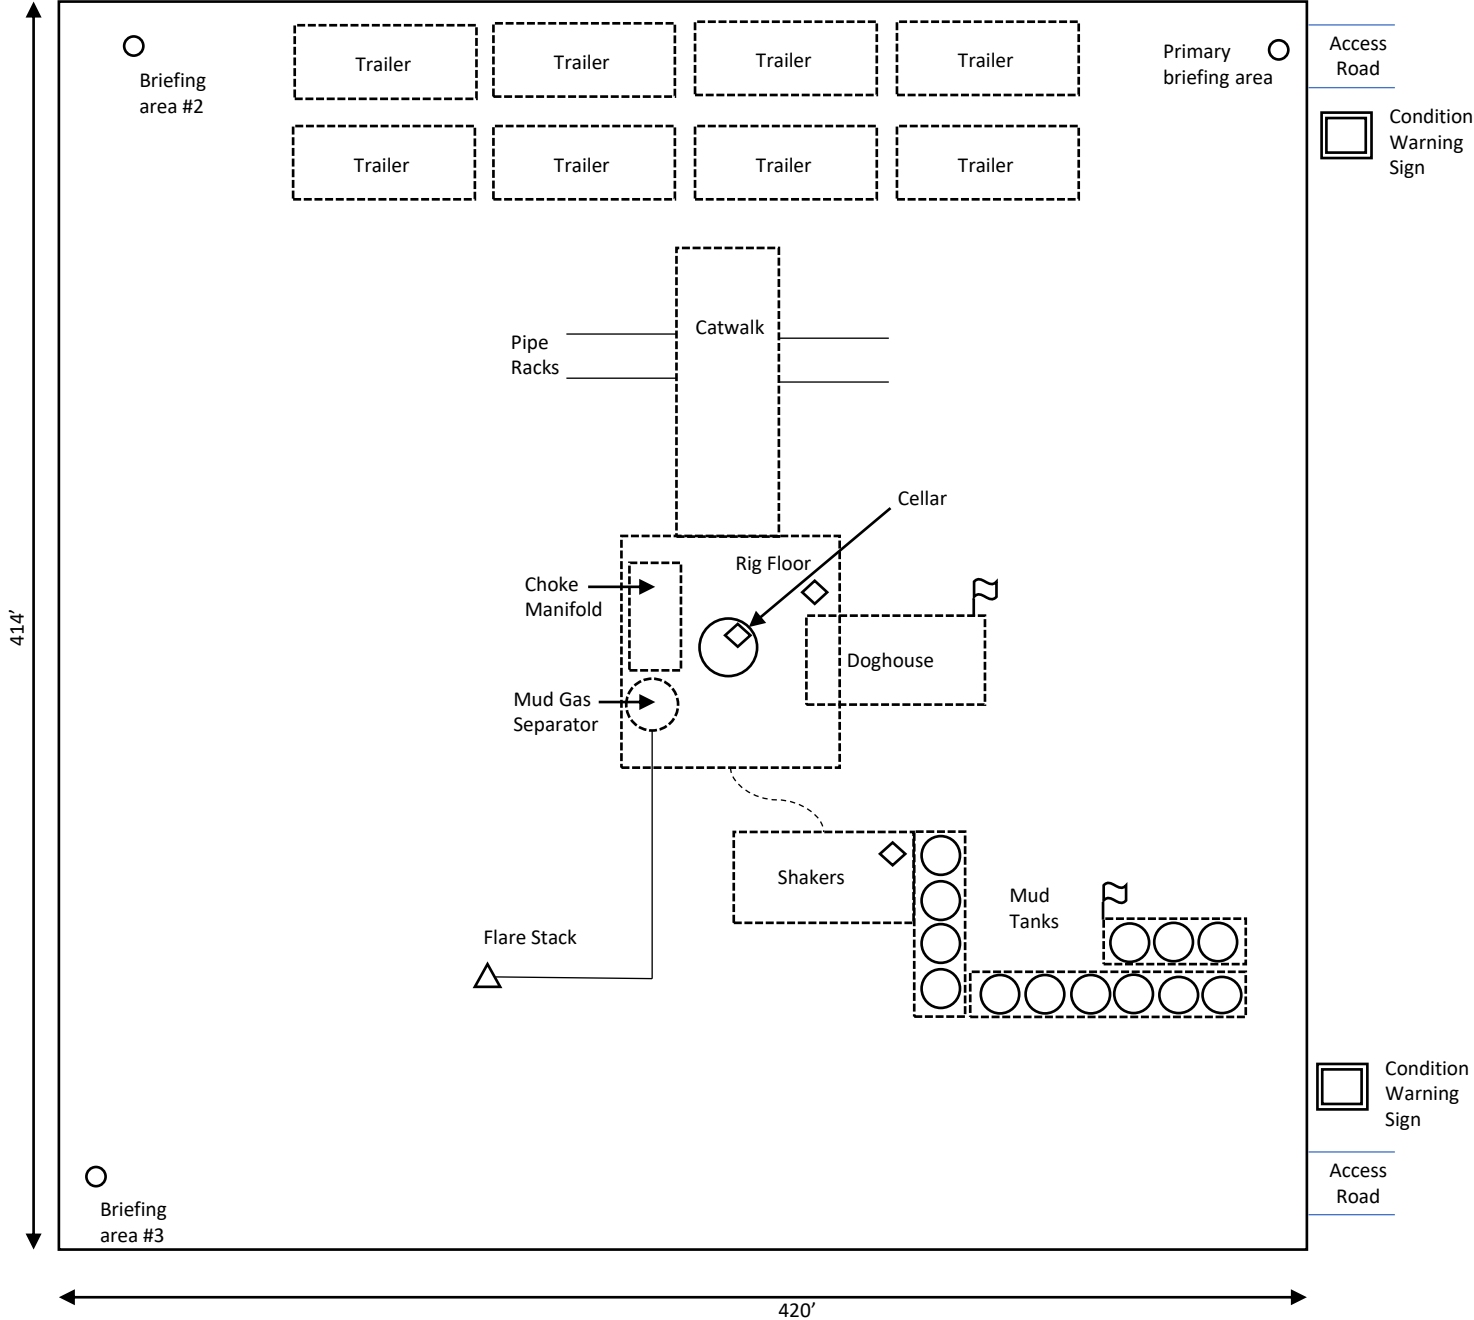 Briefing
area #2
Trailer
Trailer
Trailer
Trailer
Primary
briefing area
Access
Road
Condition
Warning
Sign
Trailer
Trailer
Trailer
Trailer
Pipe
Racks
Catwalk
Cellar
Rig Floor
Choke
Manifold
414’
Doghouse
Mud Gas
Separator
Shakers
Mud
Tanks
Flare Stack
Condition
Warning
Sign
Access
Road
Briefing
area #3
420’